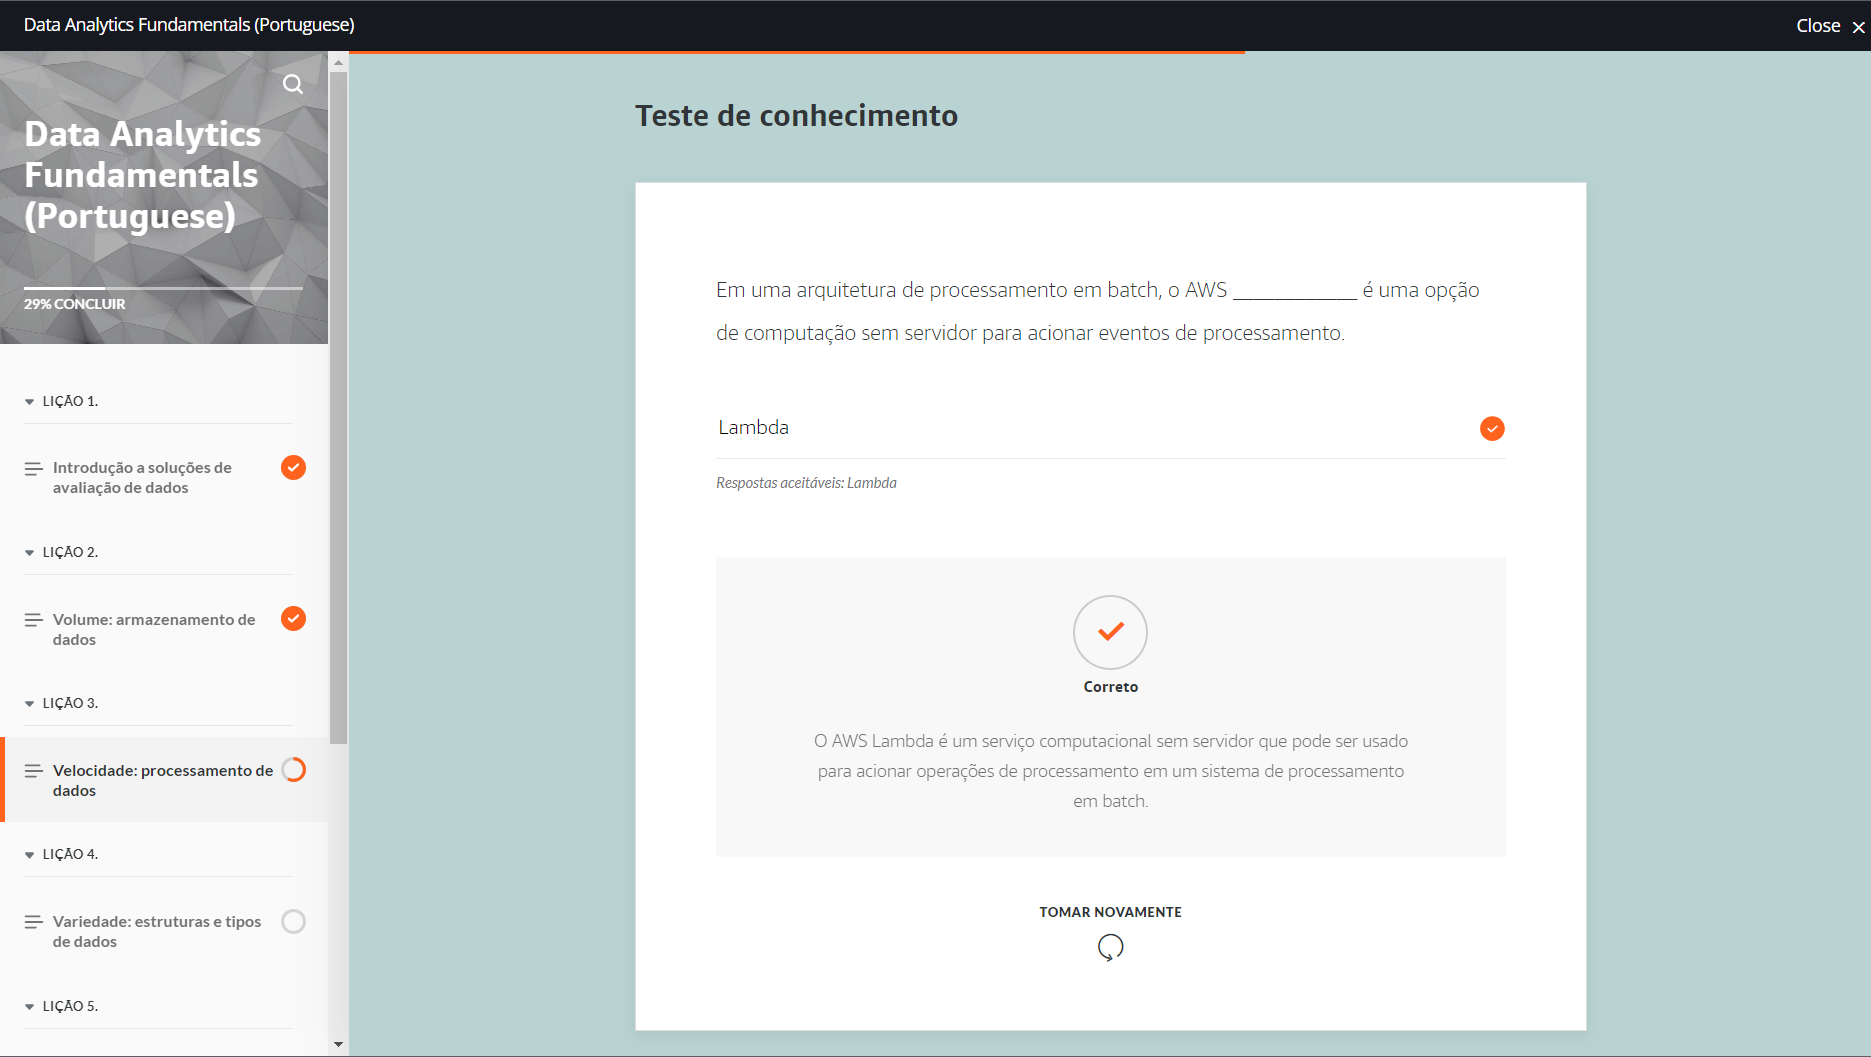 Data Analytics Fundamentals (Portuguese)
Close
Data Analytics
Fundamentals
(Portuguese)
29% CONCLUIR
LIÇÃO 1.
Introdução a soluções de
avaliação de dados
LIÇÃO 2.
Volume: armazenamento de
dados
LIÇÃO 3.
Velocidade: processamento de
dados
LIÇÃO 4.
Variedade: estruturas e tipos
de dados
LIÇÃO 5.
Teste de conhecimento
Em uma arquitetura de processamento em batch, o AWS ____________ é uma opção
de computação sem servidor para acionar eventos de processamento.
Lambda
Respostas aceitáveis: Lambda
Correto
O AWS Lambda é um serviço computacional sem servidor que pode ser usado
para acionar operações de processamento em um sistema de processamento
em batch.
TOMAR NOVAMENTE